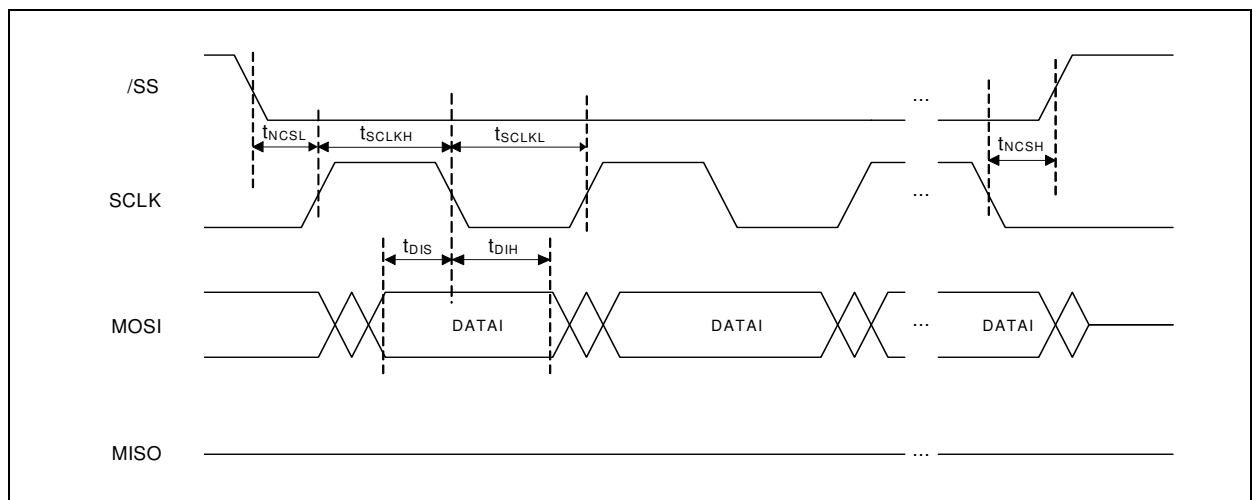 /SS
...
tNCSL
tSCLKH
tSCLKL
tNCSH
SCLK
...
tDIS
tDIH
MOSI
DATAI
DATAI
...
DATAI
MISO
...